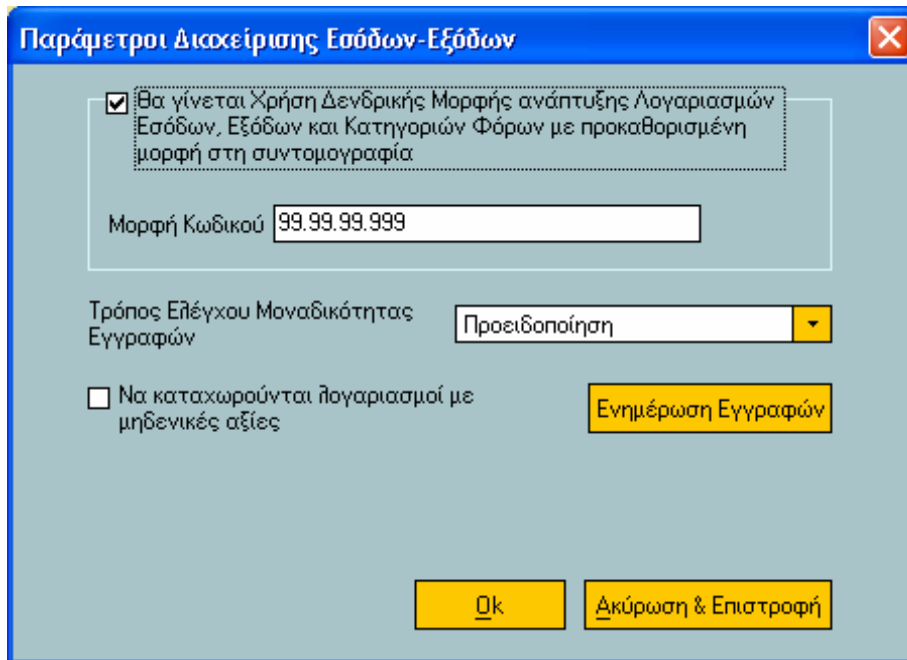 Παράμετροι Διαχείρισης Εσόδων-Εξόδων
Θα γίνεται Χρήση Δενδρικής Μορφής ανάπτυξης Λογαριασμών
Εσόδων, Εξόδων και Κατηγοριών Φόρων με προκαθορισμένη
μορφή στη συντομογραφία
Μορφή Κωδικού 99.99.99.999
Τρόπος Ελέγχου Μοναδικότητας
Εγγραφών
Προειδοποίηση
Να καταχωρούνται λογαριασμοί με
μηδενικές αξίες
Ενημέρωση Εγγραφών
Ok
Ακύρωση & Επιστροφή